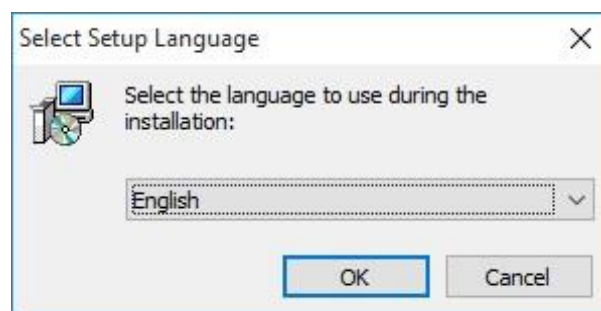 Select Setup Language
Select the language to use during the
installation:
English
OK
Cancel